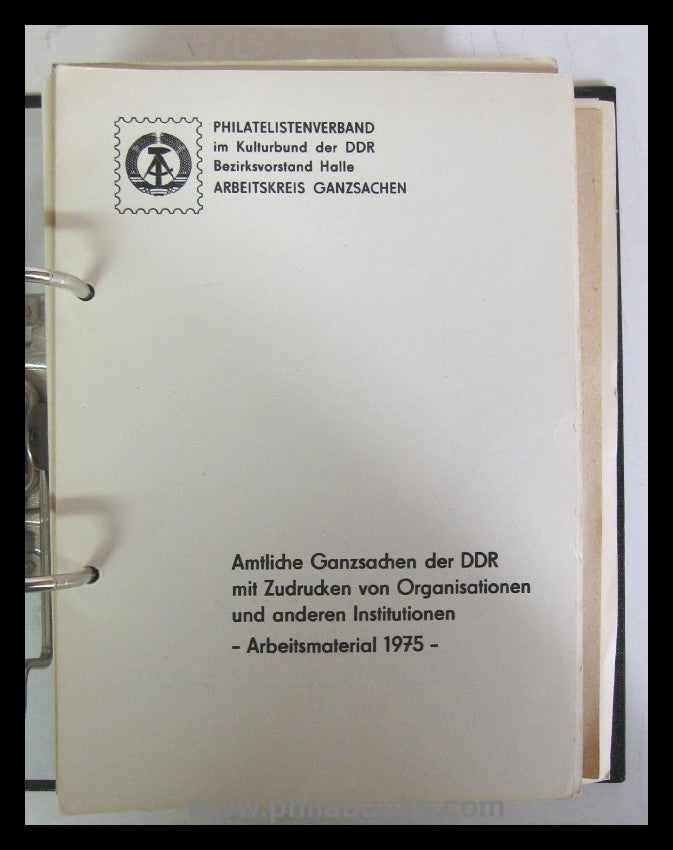 PHILATELISTENVERBAND
im Kulturbund der DDR
Bezirksvorstand Halle
ARBEITSKREIS GANZSACHEN
Amtliche Ganzsachen der DDR
mit Zudrucken von Organisationen
und anderen Institutionen
- Arbeitsmaterial 1975 -